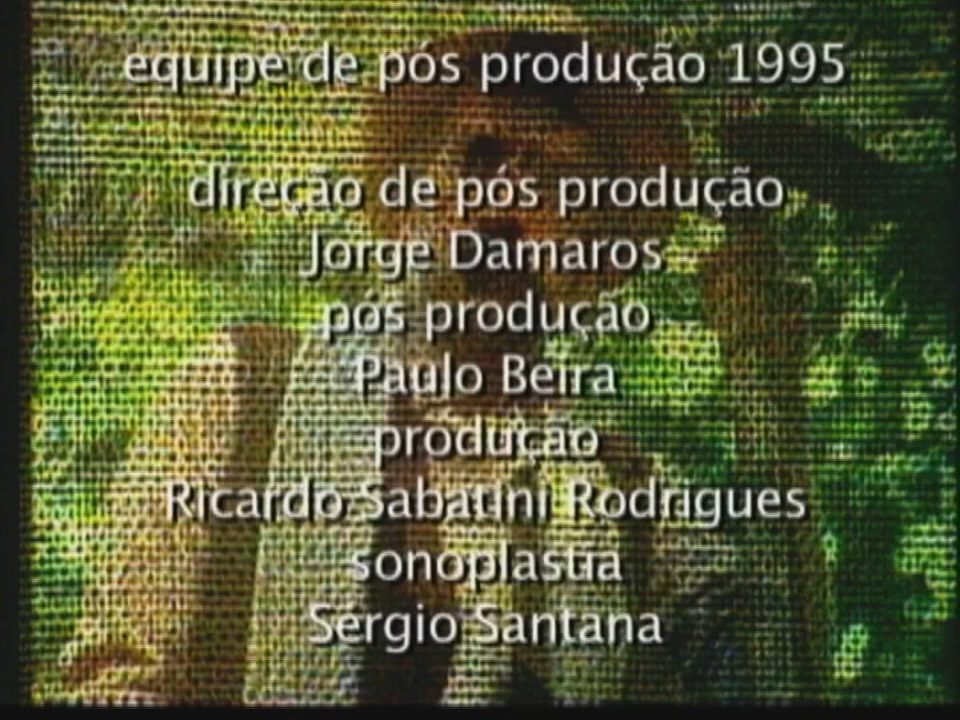 equipe de pós produção 1995
direção de pós produção
Jorge Damaros
pós produção
Paulo Beira
produção
Ricardo Sabatini Rodrigues
sonoplastia
Sérgio Santana